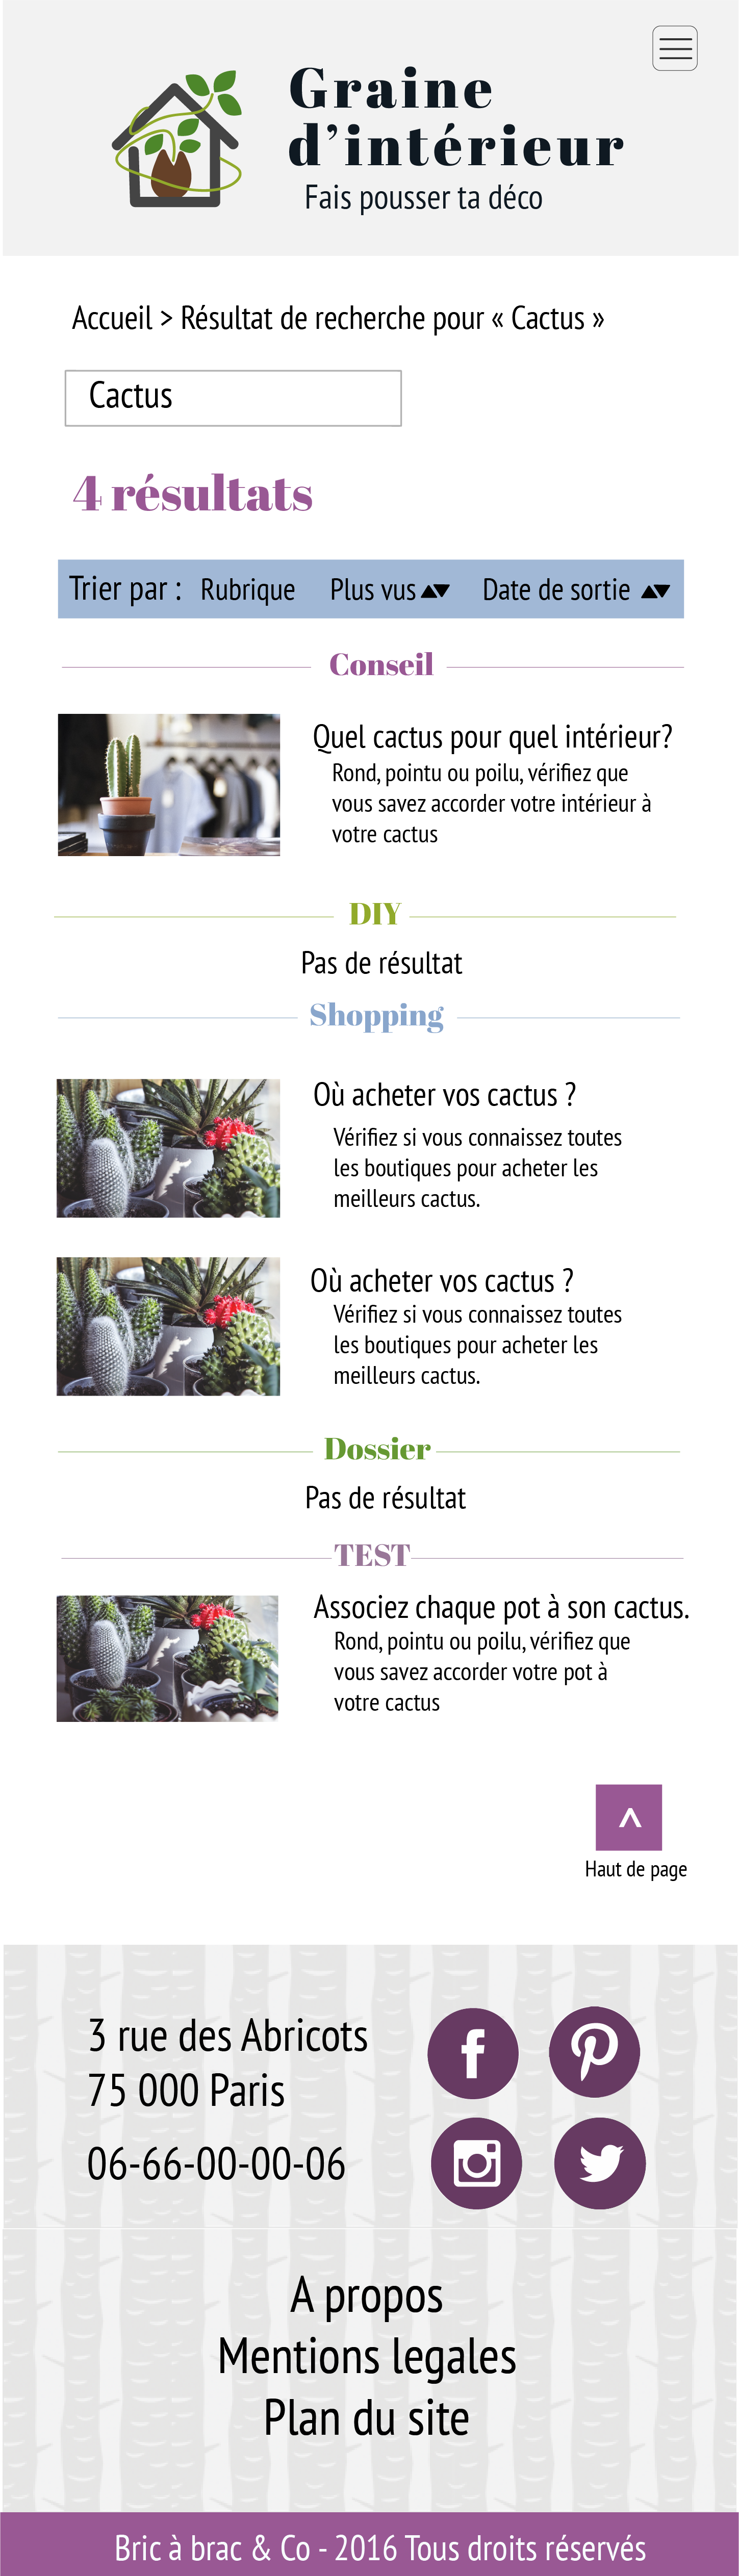 Graine
d’intérieur
Fais pousser ta déco
Accueil > Résultat de recherche pour « Cactus »
Cactus
4 résultats
Trier par : Rubrique Plus vus ▲▼ Date de sortie ▲▼
Conseil
Quel cactus pour quel intérieur?
Rond, pointu ou poilu, vérifiez que
vous savez accorder votre intérieur à
votre cactus
DIY
Pas de résultat
Shopping
Où acheter vos cactus ?
Vérifiez si vous connaissez toutes
les boutiques pour acheter les
meilleurs cactus.
Où acheter vos cactus ?
Vérifiez si vous connaissez toutes
les boutiques pour acheter les
meilleurs cactus.
Dossier
Pas de résultat
TEST
Associez chaque pot à son cactus.
Rond, pointu ou poilu, vérifiez que
vous savez accorder votre pot à
votre cactus
Haut de page
3 rue des Abricots
75 000 Paris
06-66-00-00-06
A propos
Mentions legales
Plan du site
Bric à brac & Co - 2016 Tous droits réservés